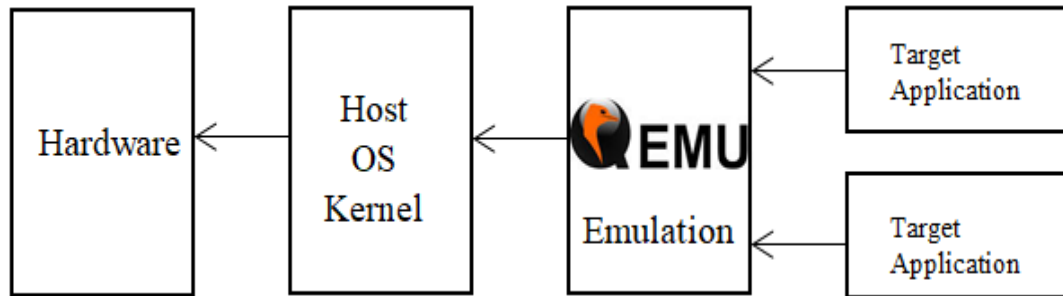 Hardware
Host
OS
Kernel
QEMU
Emulation
Target
Application
Target
Application